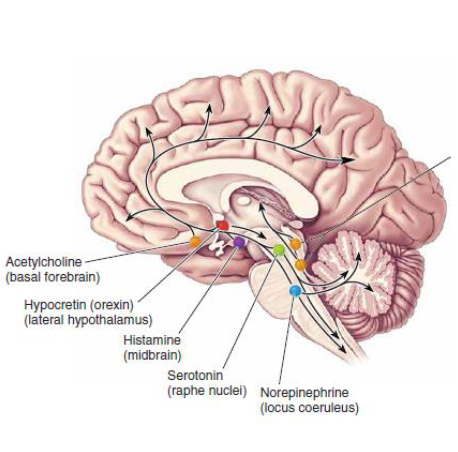 Acetylcholine
(basal forebrain)
Hypocretin (orexin)
(lateral hypothalamus)
Histamine
(midbrain)
Serotonin
(raphe nuclei)
Norepinephrine
(locus coeruleus)